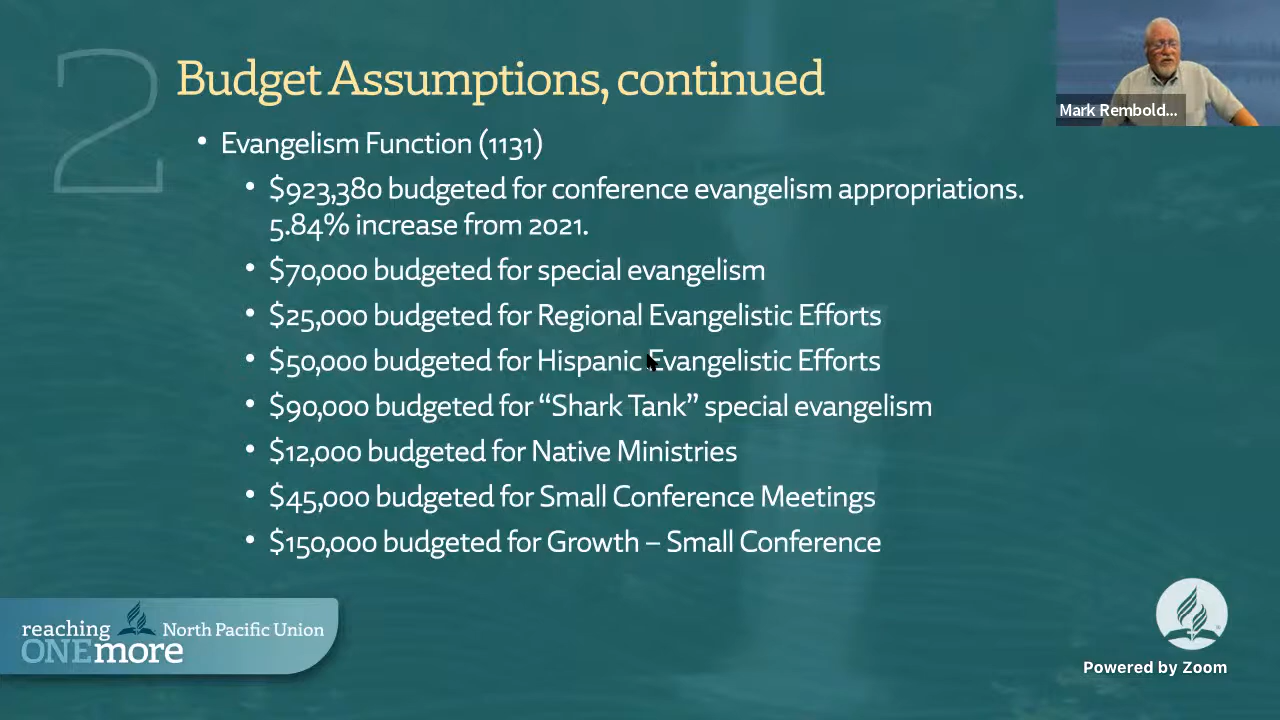 2
Budget Assumptions, continued
Mark Rembold...
• Evangelism Function (1131)
• $923,380 budgeted for conference evangelism appropriations.
5.84% increase from 2021.
• $70,000 budgeted for special evangelism
• $25,000 budgeted for Regional Evangelistic Efforts
• $50,000 budgeted for Hispanic Evangelistic Efforts
• $90,000 budgeted for “Shark Tank” special evangelism
• $12,000 budgeted for Native Ministries
• $45,000 budgeted for Small Conference Meetings
• $150,000 budgeted for Growth – Small Conference
reaching
ONEmore
North Pacific Union
Powered by Zoom